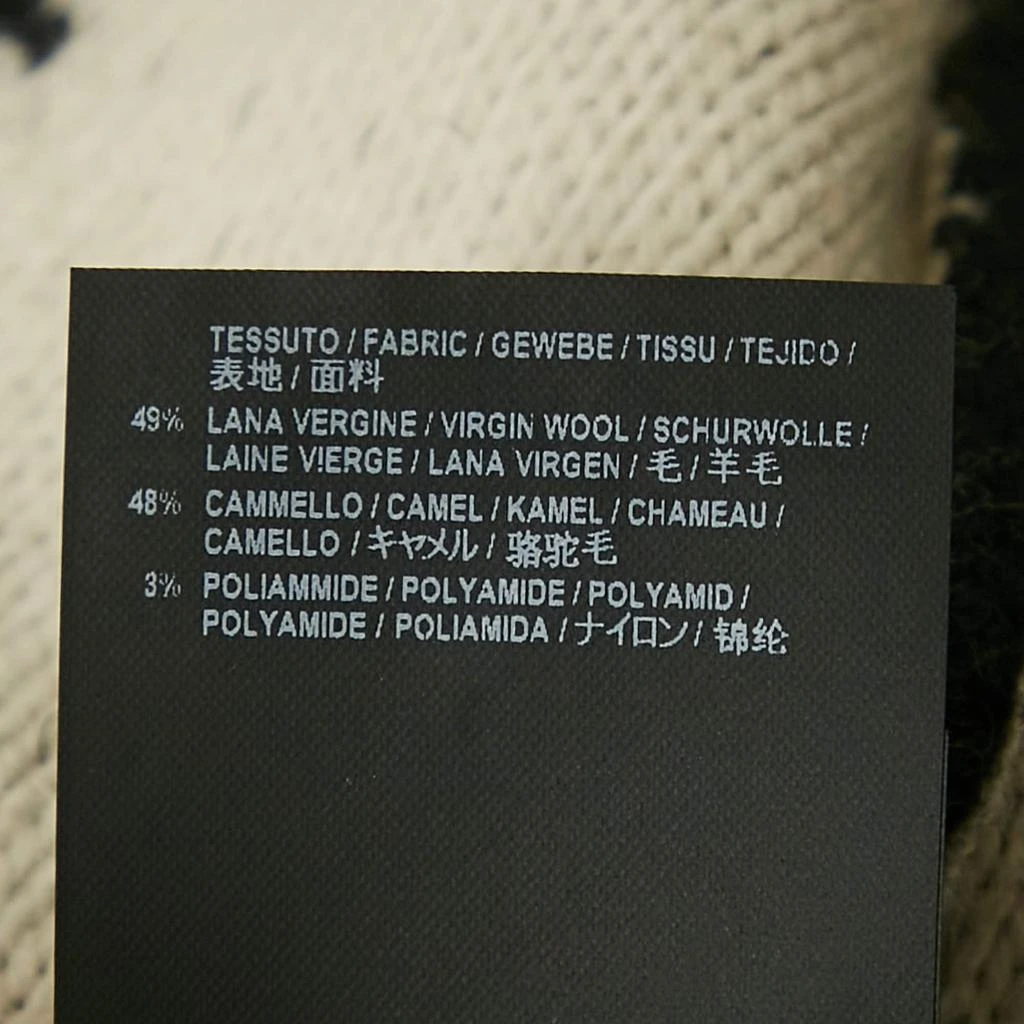 TESSUTO / FABRIC / GEWEBE / TISSU / TEJIDO /
表地 / 面料
49% LANA VERGINE / VIRGIN WOOL / SCHURWOLLE /
LAINE VIERGE / LANA VIRGEN / 毛 / 羊毛
48% CAMMELLO / CAMEL / KAMEL / CHAMEAU /
CAMELLO / キャメル / 骆驼毛
3% POLIAMMIDE / POLYAMIDE / POLYAMID /
POLYAMIDE / POLIAMIDA / ナイロン / 锦纶